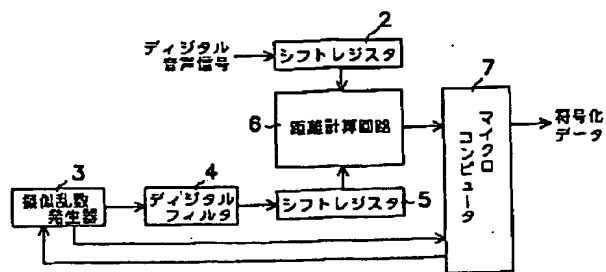 2
ディジタル
音声信号
シフトレジスタ
7
6
距離計算回路
マイクロコンピュータ
符号化
データ
3
擬似乱数
発生器
4
ディジタル
フィルタ
シフトレジスタ
5